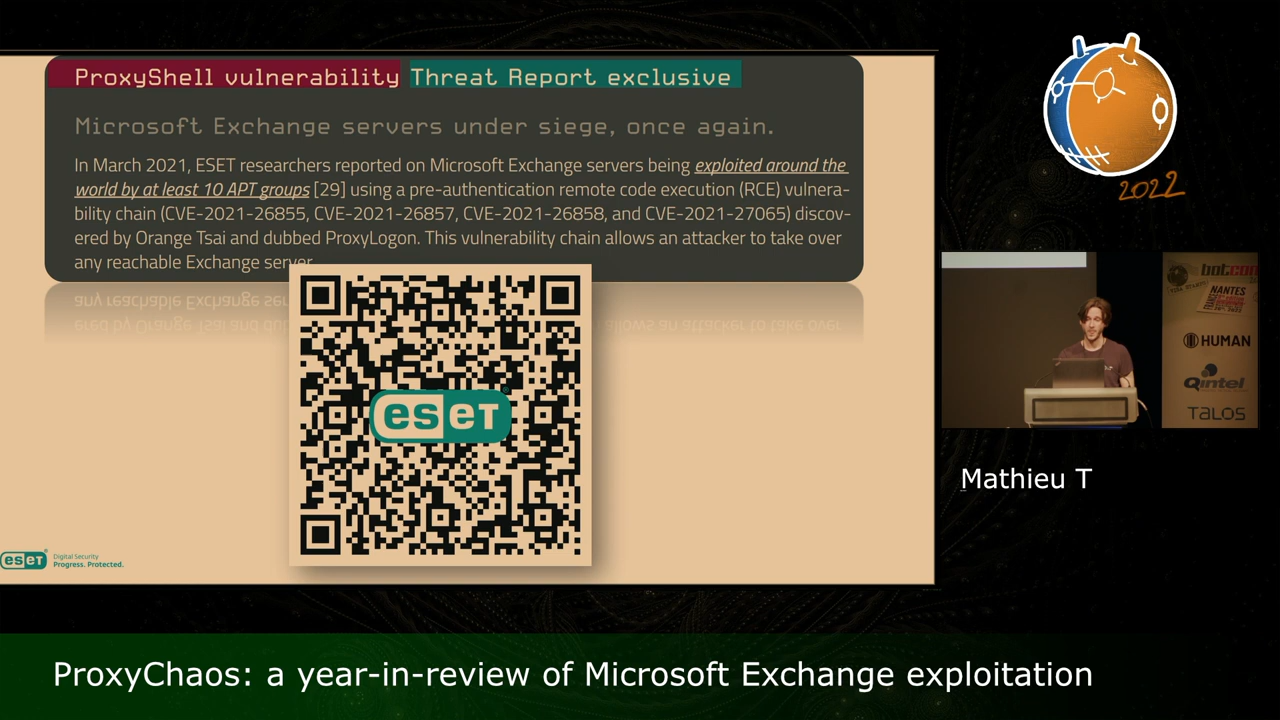 ProxyShell vulnerability Threat Report exclusive
Microsoft Exchange servers under siege, once again.
In March 2021, ESET researchers reported on Microsoft Exchange servers being exploited around the
world by at least 10 APT groups [29] using a pre-authentication remote code execution (RCE) vulnera-
bility chain (CVE-2021-26855, CVE-2021-26857, CVE-2021-26858, and CVE-2021-27065) discov-
ered by Orange Tsai and dubbed ProxyLogon. This vulnerability chain allows an attacker to take over
any reachable Exchange server.
eseT
eseT
Digital Security
Progress. Protected.
2022
botcon
NANTES
HUMAN
Qintel
TALOS
Mathieu T
ProxyChaos: a year-in-review of Microsoft Exchange exploitation